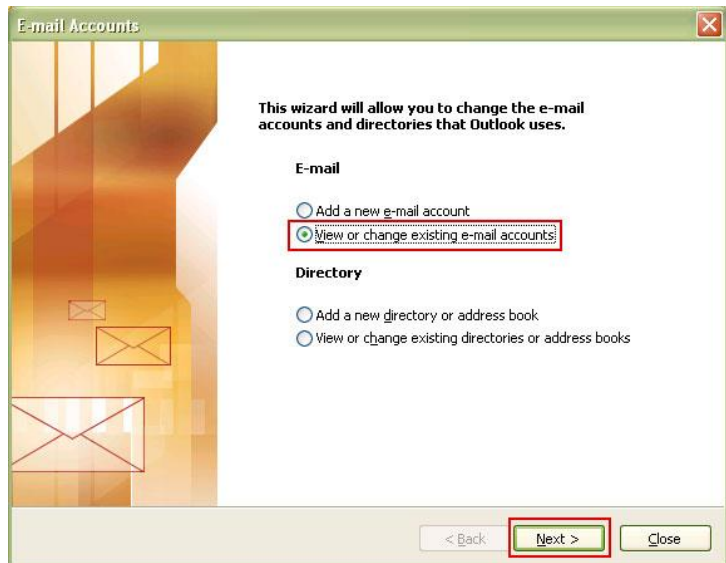 E-mail Accounts
This wizard will allow you to change the e-mail
accounts and directories that Outlook uses.
E-mail
Add a new e-mail account
View or change existing e-mail accounts
Directory
Add a new directory or address book
View or change existing directories or address books
< Back
Next >
Close